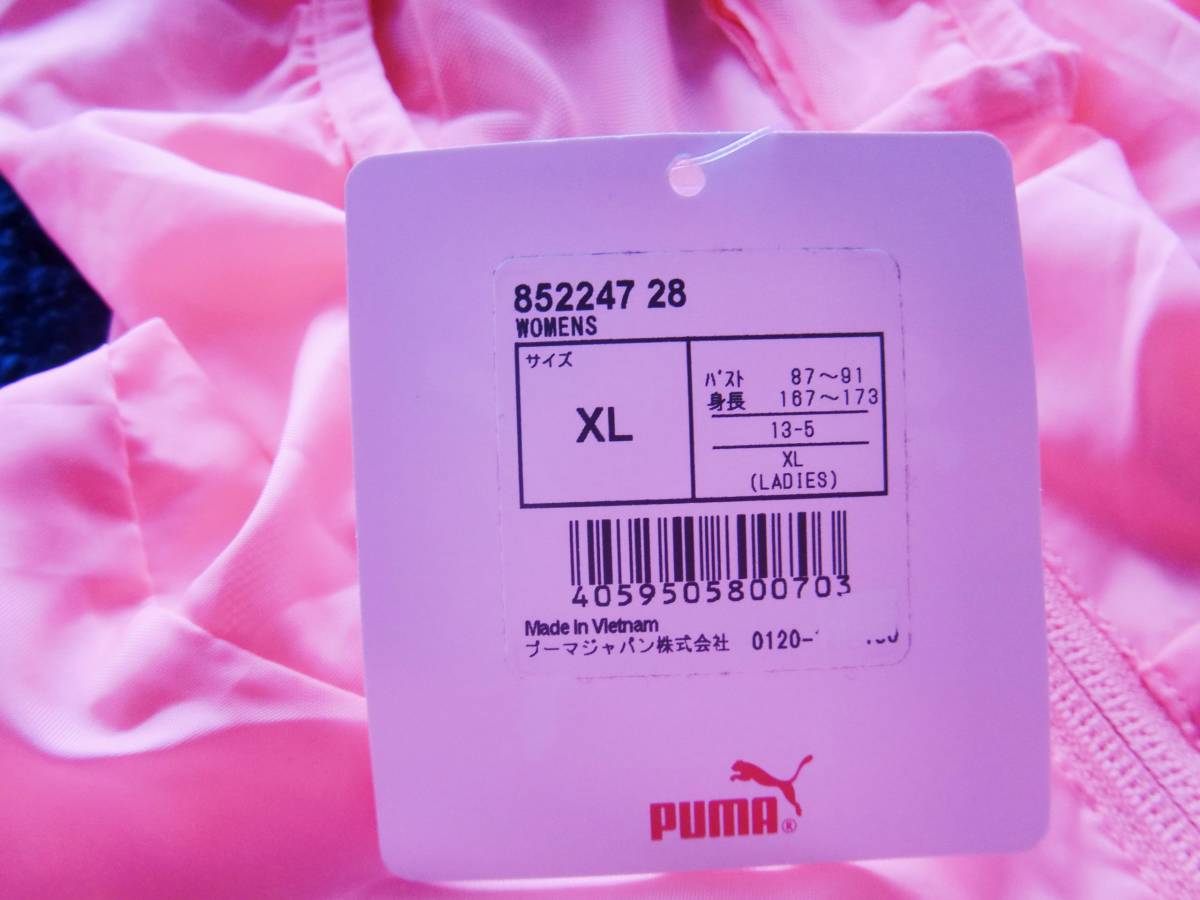 852247 28
WOMENS
サイズ
XL
バスト 87～91
身長 167～173
13-5
XL
(LADIES)
4059505800703
Made in Vietnam
プーマジャパン株式会社 0120-
PUMA®